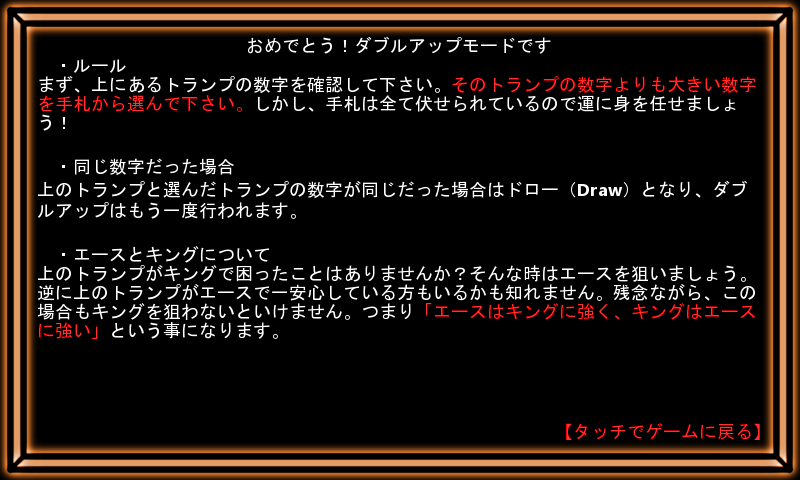 おめでとう！ダブルアップモードです
・ルール
まず、上にあるトランプの数字を確認して下さい。そのトランプの数字よりも大きい数字
を手札から選んで下さい。しかし、手札は全て伏せられているので運に身を任せましょ
う！
・同じ数字だった場合
上のトランプと選んだトランプの数字が同じだった場合はドロー（Draw）となり、ダブ
ルアップはもう一度行われます。
・エースとキングについて
上のトランプがキングで困ったことはありませんか？そんな時はエースを狙いましょう。
逆に上のトランプがエースで一安心している方もいるかも知れません。残念ながら、この
場合もキングを狙わないといけません。つまり「エースはキングに強く、キングはエース
に強い」という事になります。
【タッチでゲームに戻る】